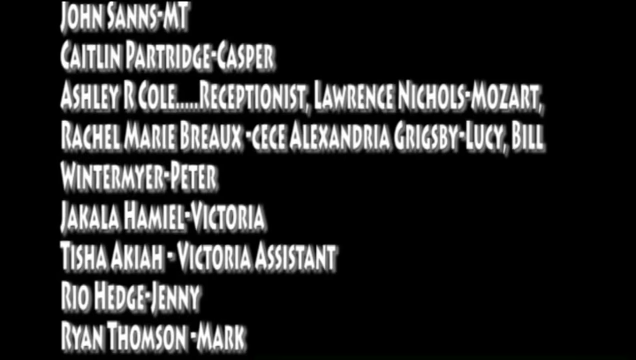 John Sanns-MT
Caitlin Partridge-Casper
Ashley R Cole.....Receptionist, Lawrence Nichols-Mozart,
Rachel Marie Breaux -cece Alexandria Grigsby-Lucy, Bill
Wintermyer-Peter
Jakala Hamiel-Victoria
Tisha Akiah - Victoria Assistant
Rio Hedge-Jenny
Ryan Thomson -Mark